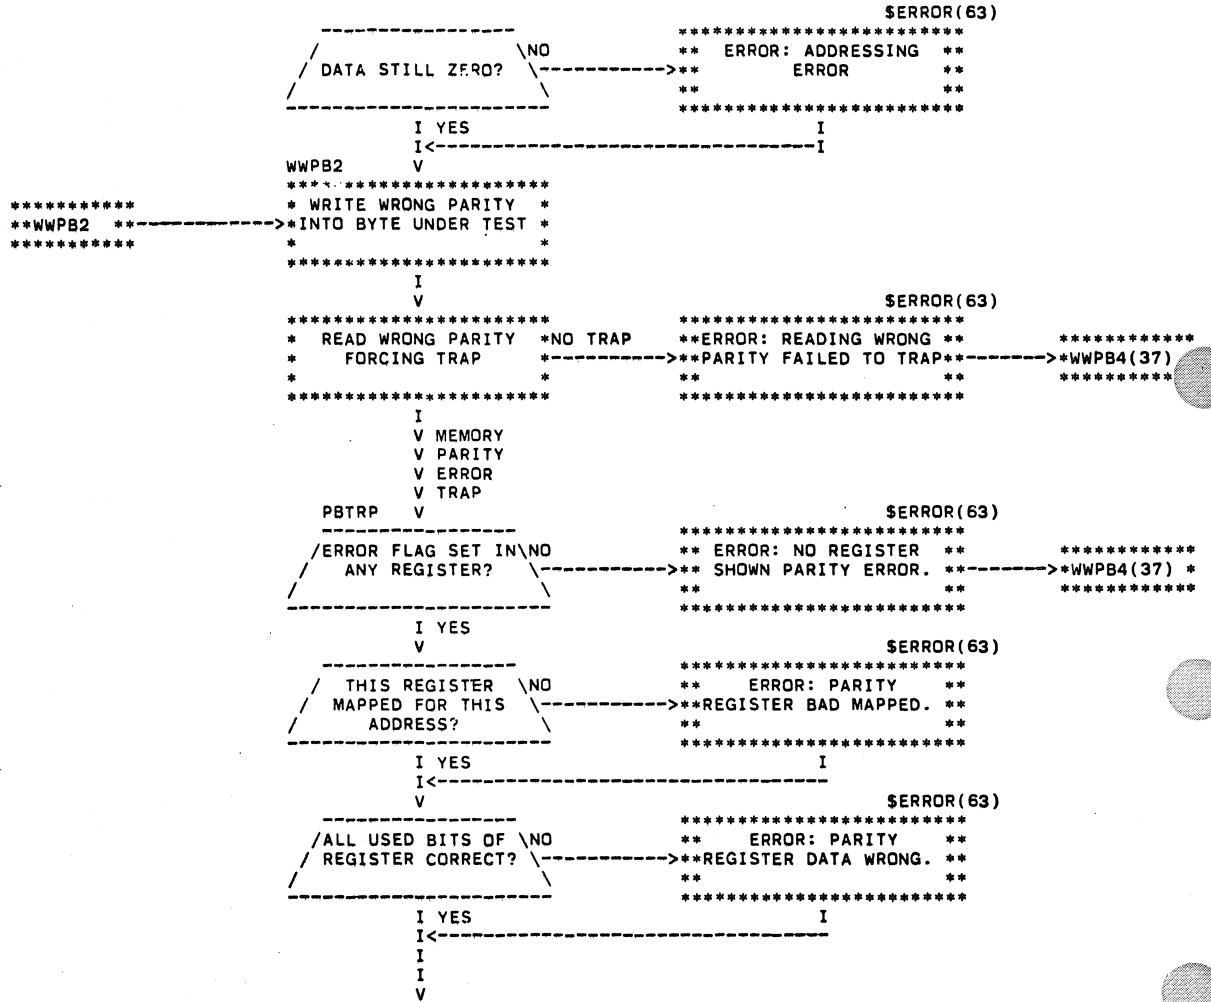 $ERROR(63)
NO
ERROR: ADDRESSING
DATA STILL ZERO?
ERROR
I YES I
I I
WWPB2 V
WRITE WRONG PARITY
**WWPB2 ** INTO BYTE UNDER TEST
I
V $ERROR(63)
READ WRONG PARITY NO TRAP ERROR: READING WRONG
FORCING TRAP PARITY FAILED TO TRAP *WWPB4(37)
I
V MEMORY
V PARITY
V ERROR
V TRAP
PBTRP V $ERROR(63)
ERROR FLAG SET IN NO ERROR: NO REGISTER
ANY REGISTER? SHOWN PARITY ERROR. *WWPB4(37) *
I YES
V $ERROR(63)
THIS REGISTER NO ERROR: PARITY
MAPPED FOR THIS REGISTER BAD MAPPED.
ADDRESS?
I YES I
I
V $ERROR(63)
ALL USED BITS OF NO ERROR: PARITY
REGISTER CORRECT? REGISTER DATA WRONG.
I YES I
I
I
I
V